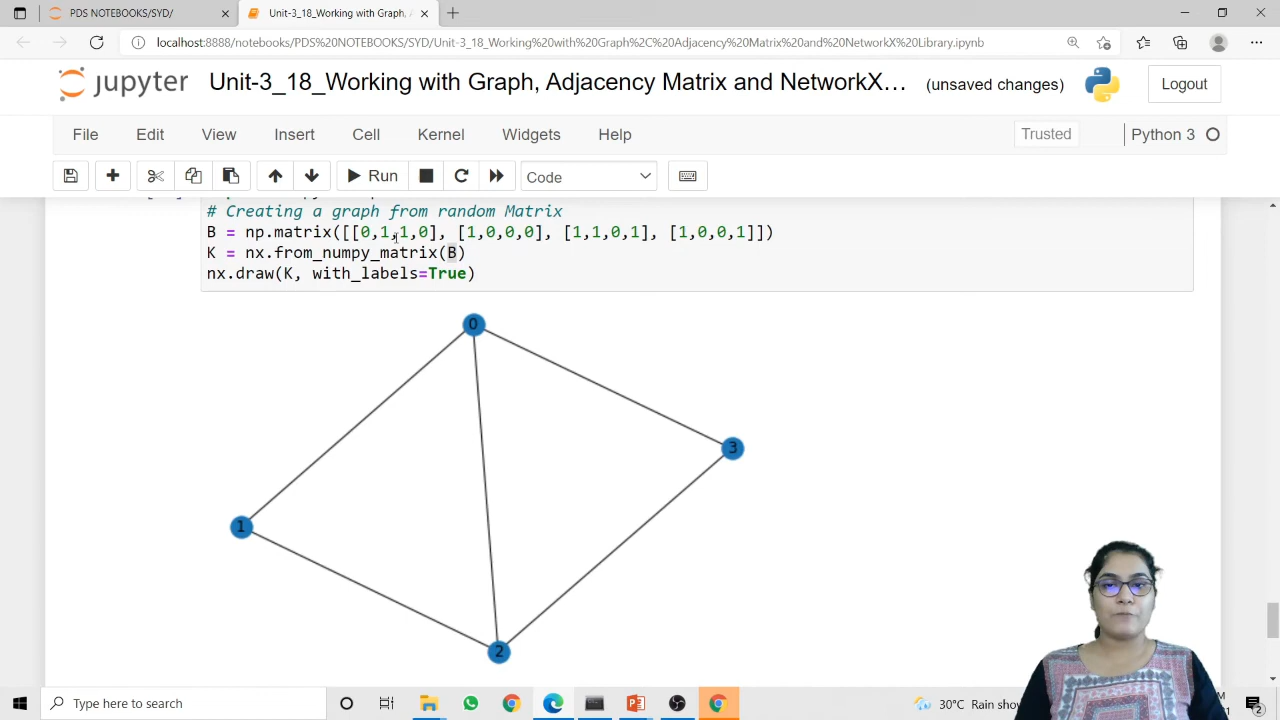 PDS NOTEBOOKS/SYD/
Unit-3_18_Working with Graph, A
localhost:8888/notebooks/PDS%20NOTEBOOKS/SYD/Unit-3_18_Working%20with%20Graph%2C%20Adjacency%20Matrix%20and%20NetworkX%20Library.ipynb
jupyter
Unit-3_18_Working with Graph, Adjacency Matrix and NetworkX... (unsaved changes)
Logout
File Edit View Insert Cell Kernel Widgets Help
Trusted
Python 3
Run
Code
# Creating a graph from random Matrix
B = np.matrix([[0,1,1,0], [1,0,0,0], [1,1,0,1], [1,0,0,1]])
K = nx.from_numpy_matrix(B)
nx.draw(K, with_labels=True)
0
3
1
2
Type here to search
30°C Rain show
2